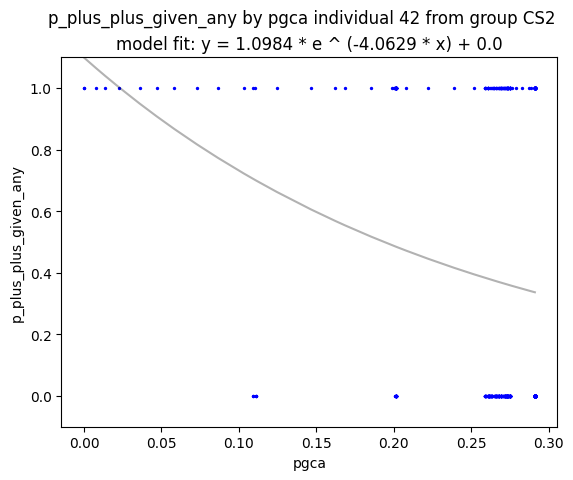 p_plus_plus_given_any by pgca individual 42 from group CS2
model fit: y = 1.0984 * e ^ (-4.0629 * x) + 0.0
1.0
0.8
0.6
0.4
0.2
0.0
p_plus_plus_given_any
0.00 0.05 0.10 0.15 0.20 0.25 0.30
pgca